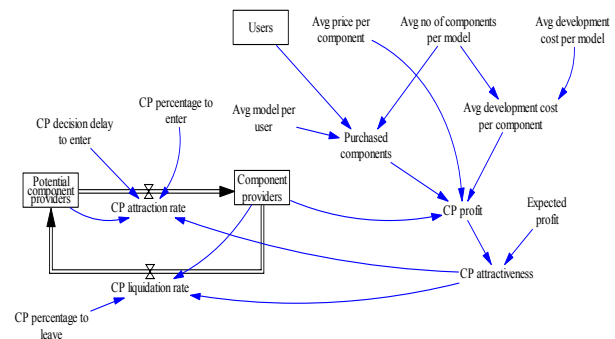 Users
Avg price per
component
Avg no of components
per model
Avg development
cost per model
Avg model per
user
Purchased
components
Avg development cost
per component
CP decision delay
to enter
CP percentage to
enter
Potential
component
providers
CP attraction rate
Component
providers
CP profit
Expected
profit
CP attractiveness
CP liquidation rate
CP percentage to
leave